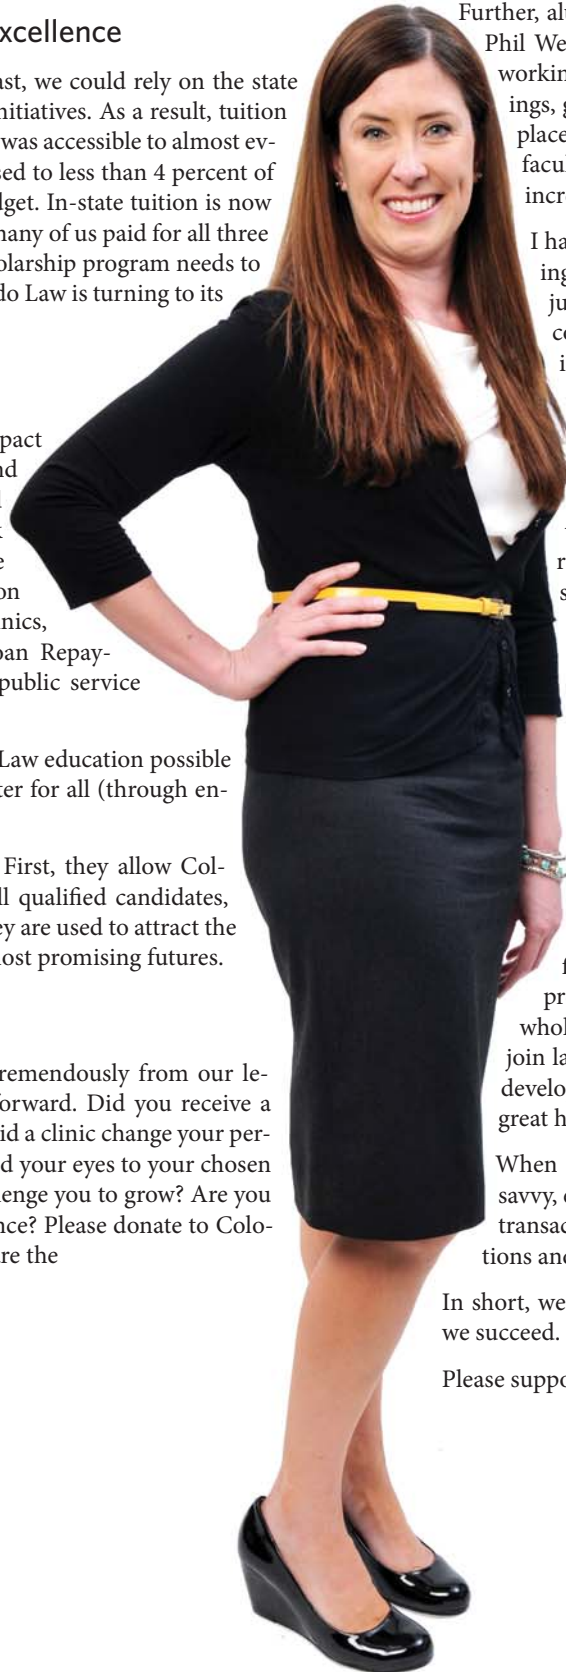 xcellence
ast, we could rely on the state
nitiatives. As a result, tuition
was accessible to almost ev-
sed to less than 4 percent of
dget. In-state tuition is now
many of us paid for all three
olarship program needs to
do Law is turning to its
pact
nd
on
nics,
oan Repay-
public service
Law education possible
ter for all (through en-
First, they allow Col-
ll qualified candidates,
ey are used to attract the
most promising futures.
remendously from our le-
forward. Did you receive a
id a clinic change your per-
d your eyes to your chosen
lenge you to grow? Are you
nce? Please donate to Colo-
are the
Further, alu
Phil We
workin
ings, g
place
facul
incre
I ha
ing
ju
co
i
r
s
f
pr
whol
join la
develo
great h
When
savvy, c
transac
tions and
In short, we
we succeed.
Please suppo